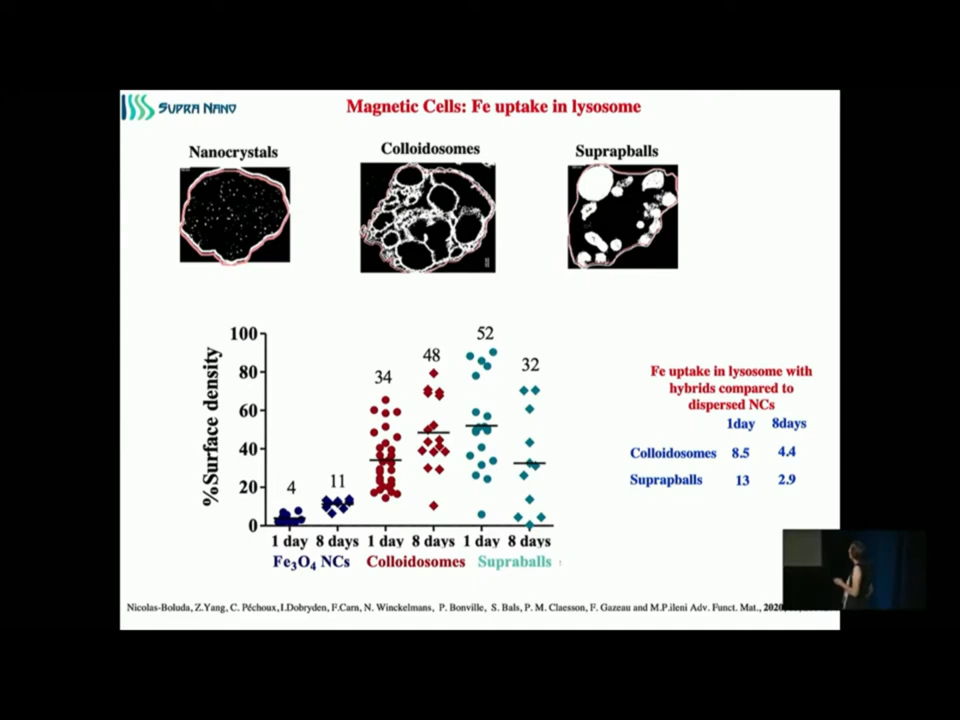 SUPRA NANO
Magnetic Cells: Fe uptake in lysosome
Nanocrystals
Colloidosomes
Suprapballs
%Surface density
100
80
60
40
20
0
4
11
34
48
52
32
1 day 8 days 1 day 8 days 1 day 8 days
Fe₃O₄ NCs Colloidosomes Supraballs
Fe uptake in lysosome with
hybrids compared to
dispersed NCs
1day 8days
Colloidosomes 8.5 4.4
Suprapballs 13 2.9
Nicolas-Boluda, Z.Yang, C. Péchoux, I.Dobryden, F.Carn, N. Winckelmans, P. Bonville, S. Bals, P. M. Claesson, F. Gazeau and M.P.ileni Adv. Funct. Mat., 2020